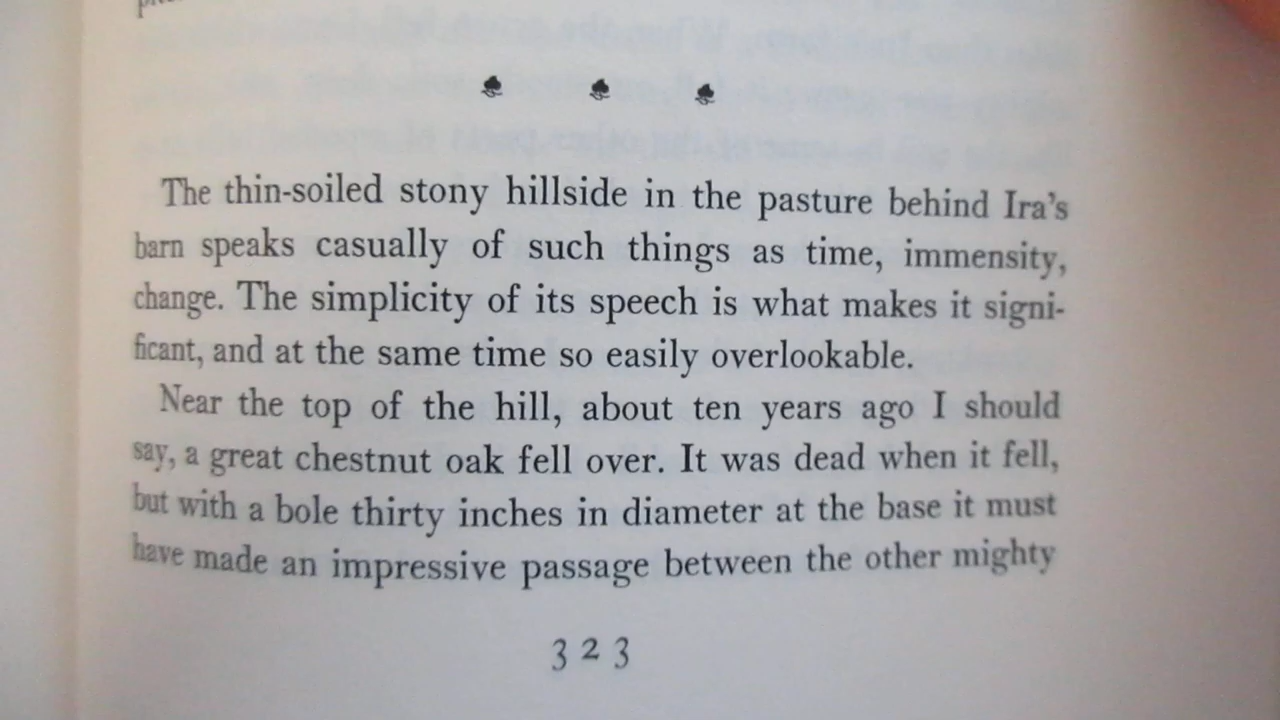 The thin-soiled stony hillside in the pasture behind Ira’s
barn speaks casually of such things as time, immensity,
change. The simplicity of its speech is what makes it signi-
ficant, and at the same time so easily overlookable.
Near the top of the hill, about ten years ago I should
say, a great chestnut oak fell over. It was dead when it fell,
but with a bole thirty inches in diameter at the base it must
have made an impressive passage between the other mighty
323